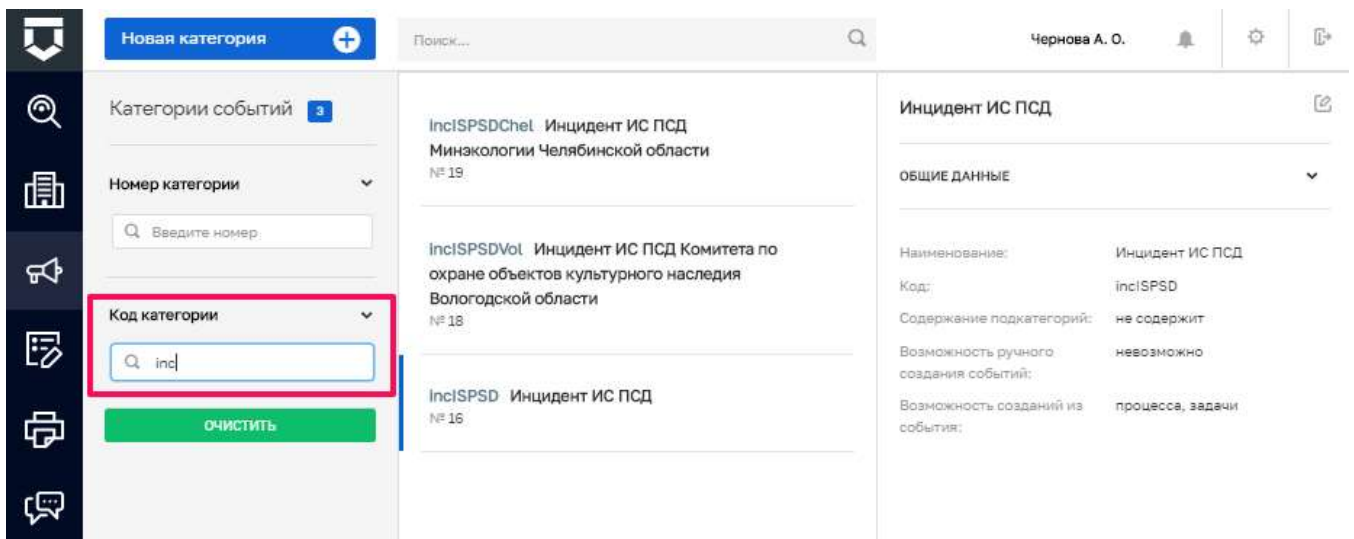 Новая категория
Поиск...
Чернова А. О.
Категории событий 3
Номер категории
Введите номер
Код категории
inc
ОЧИСТИТЬ
incISPSDChel Инцидент ИС ПСД
Минэкологии Челябинской области
№ 19
incISPSDVol Инцидент ИС ПСД Комитета по
охране объектов культурного наследия
Вологодской области
№ 18
incISPSD Инцидент ИС ПСД
№ 16
Инцидент ИС ПСД
ОБЩИЕ ДАННЫЕ
Наименование: Инцидент ИС ПСД
Код: incISPSD
Содержание подкатегорий: не содержит
Возможность ручного невозможно
создания событий:
Возможность созданий из процесса, задачи
события: